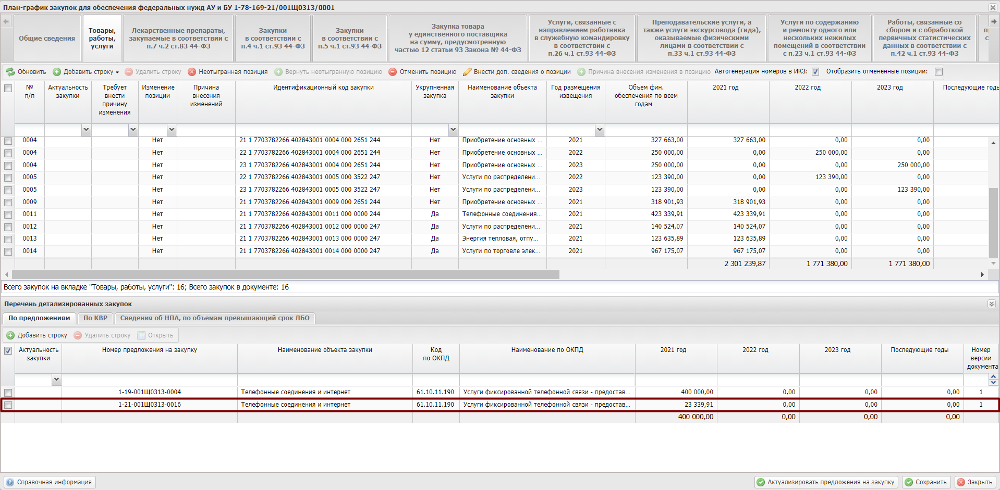 План-график закупок для обеспечения федеральных нужд АУ и БУ 1-78-169-21/001Щ0313/0001
Общие сведения
Товары,
работы,
услуги
Лекарственные препараты,
закупаемые в соответствии с
п.7 ч.2 ст.83 44-ФЗ
Закупки
в соответствии с
п.4 ч.1 ст.93 44-ФЗ
Закупки
в соответствии с
п.5 ч.1 ст.93 44-ФЗ
Закупка товара
у единственного поставщика
на сумму, предусмотренную
частью 12 статьи 93 Закона № 44-ФЗ
Услуги, связанные с
направлением работника
в служебную командировку
в соответствии с
п.26 ч.1 ст.93 44-ФЗ
Преподавательские услуги, а
также услуги экскурсовода (гида),
оказываемые физическими
лицами в соответствии с
п.33 ч.1 ст.93 44-ФЗ
Услуги по содержанию
и ремонту одного или
нескольких нежилых
помещений в соответствии
с п.23 ч.1 ст.93 44-ФЗ
Работы, связанные со
сбором и с обработкой
первичных статистических
данных в соответствии с
п.42 ч.1 ст.93 44-ФЗ
Обновить Добавить строку Удалить строку Неотыгранная позиция Вернуть неотыгранную позицию Отменить позицию Внести доп. сведения о позиции Причина внесения изменения в позицию Автогенерация номеров в ИКЗ: Отобразить отменённые позиции:
№
п/п
Актуальность
закупки
Требует
внести
причину
изменения
Изменение
позиции
Причина
внесения
изменений
Идентификационный код закупки
Укрупненная
закупка
Наименование объекта
закупки
Год размещения
извещения
Объем фин.
обеспечения по всем
годам
2021 год
2022 год
2023 год
Последующие годы
0004 Нет 21 1 7703782266 402843001 0004 000 2651 244 Нет Приобретение основных ... 2021 327 663,00 327 663,00 0,00 0,00
0004 Нет 22 1 7703782266 402843001 0004 000 2651 244 Нет Приобретение основных ... 2022 250 000,00 0,00 250 000,00 0,00
0004 Нет 23 1 7703782266 402843001 0004 000 2651 244 Нет Приобретение основных ... 2023 250 000,00 0,00 0,00 250 000,00
0005 Нет 22 1 7703782266 402843001 0005 000 3522 247 Нет Услуги по распределени... 2022 123 390,00 0,00 123 390,00 0,00
0005 Нет 23 1 7703782266 402843001 0005 000 3522 247 Нет Услуги по распределени... 2023 123 390,00 0,00 0,00 123 390,00
0009 Нет 21 1 7703782266 402843001 0009 000 2651 244 Нет Приобретение основных ... 2021 318 901,93 318 901,93 0,00 0,00
0011 Нет 21 1 7703782266 402843001 0011 000 0000 244 Да Телефонные соединения... 2021 423 339,91 423 339,91 0,00 0,00
0012 Нет 21 1 7703782266 402843001 0012 000 0000 247 Да Услуги по распределени... 2021 140 524,07 140 524,07 0,00 0,00
0013 Нет 21 1 7703782266 402843001 0013 000 0000 247 Да Энергия тепловая, отпу... 2021 123 635,89 123 635,89 0,00 0,00
0014 Нет 21 1 7703782266 402843001 0014 000 0000 247 Да Услуги по торговле элек... 2021 967 175,07 967 175,07 0,00 0,00
2 301 239,87 1 771 380,00 1 771 380,00
Всего закупок на вкладке "Товары, работы, услуги": 16; Всего закупок в документе: 16
Перечень детализированных закупок
По предложениям По КВР Сведения об НПА, по объемам превышающий срок ЛБО
Добавить строку Удалить строку Открыть
Актуальность
закупки
Номер предложения на закупку
Наименование объекта закупки
Код
по ОКПД
Наименование по ОКПД
2021 год
2022 год
2023 год
Последующие годы
Номер
версии
документа
1-19-001Щ0313-0004 Телефонные соединения и интернет 61.10.11.190 Услуги фиксированной телефонной связи - предостав... 400 000,00 0,00 0,00 0,00 1
1-21-001Щ0313-0016 Телефонные соединения и интернет 61.10.11.190 Услуги фиксированной телефонной связи - предостав... 23 339,91 0,00 0,00 0,00 1
400 000,00 0,00 0,00 0,00
Справочная информация Актуализировать предложения на закупку Сохранить Закрыть